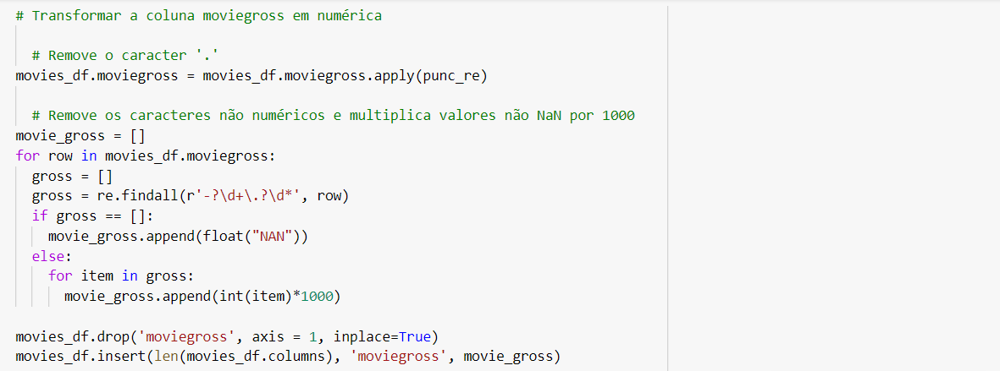 # Transformar a coluna moviegross em numérica
# Remove o caracter '.'
movies_df.moviegross = movies_df.moviegross.apply(punc_re)
# Remove os caracteres não numéricos e multiplica valores não NaN por 1000
movie_gross = []
for row in movies_df.moviegross:
gross = []
gross = re.findall(r'-?\d+\.?\d*', row)
if gross == []:
movie_gross.append(float("NAN"))
else:
for item in gross:
movie_gross.append(int(item)*1000)
movies_df.drop('moviegross', axis = 1, inplace=True)
movies_df.insert(len(movies_df.columns), 'moviegross', movie_gross)